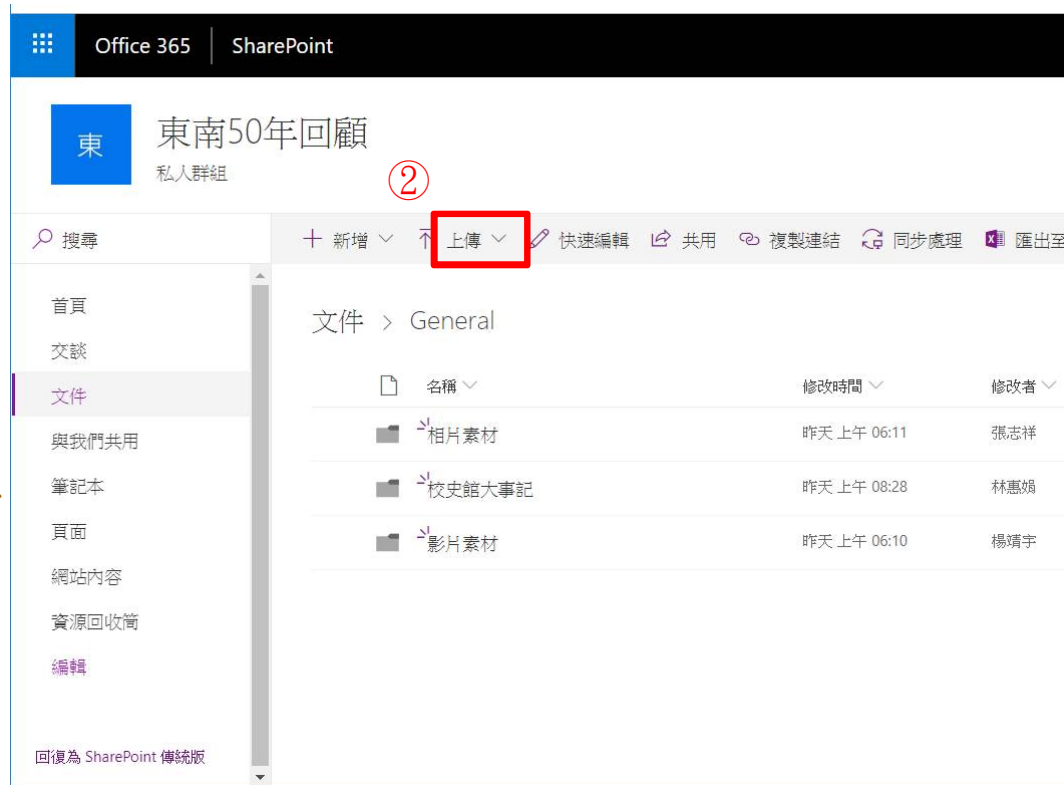 Office 365 SharePoint
東
東南50年回顧
私人群組
②
搜尋
新增 上傳 快速編輯 共用 複製連結 同步處理 匯出至
首頁
交談
文件
與我們共用
筆記本
頁面
網站內容
資源回收筒
編輯
回復為 SharePoint 傳統版
文件 > General
名稱 修改時間 修改者
相片素材 昨天 上午 06:11 張志祥
校史館大事記 昨天 上午 08:28 林惠娟
影片素材 昨天 上午 06:10 楊靖宇